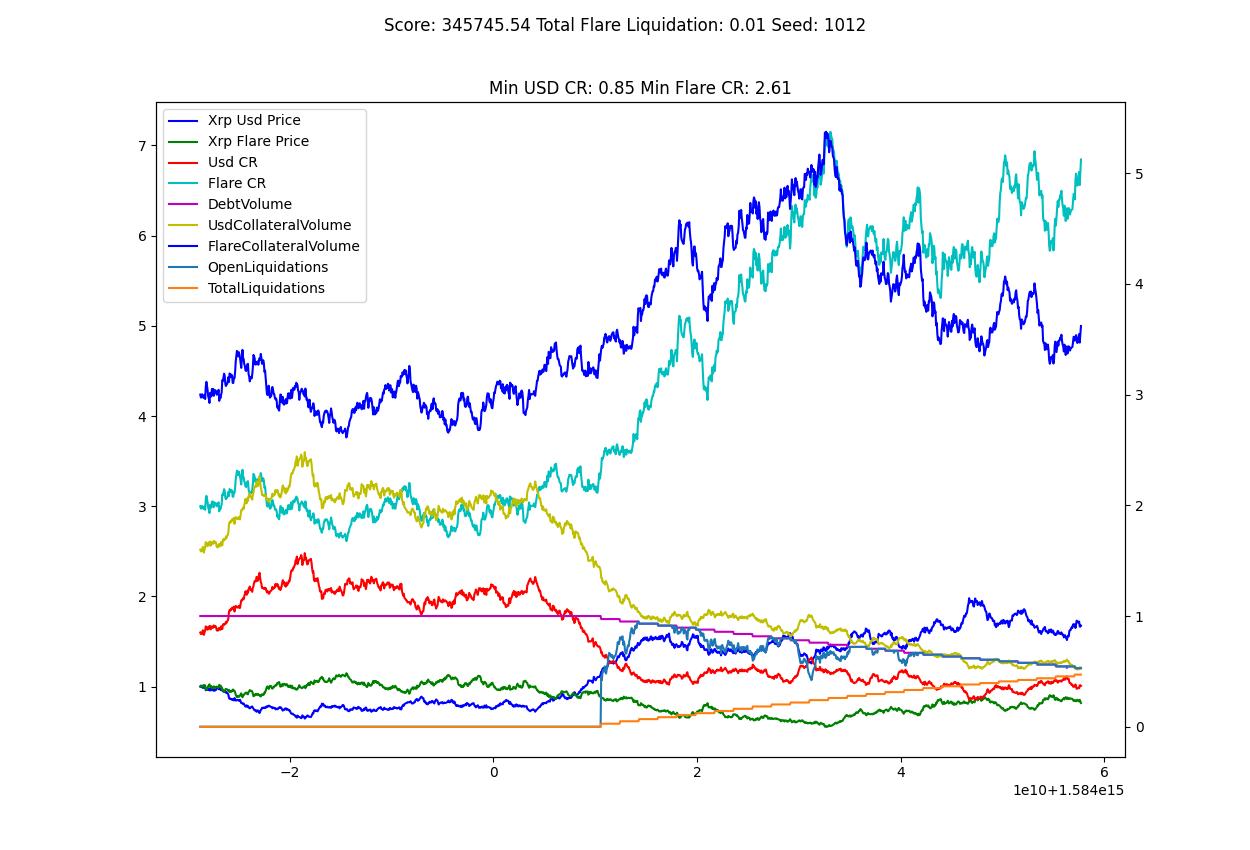 Score: 345745.54 Total Flare Liquidation: 0.01 Seed: 1012
Min USD CR: 0.85 Min Flare CR: 2.61
Xrp Usd Price
Xrp Flare Price
Usd CR
Flare CR
DebtVolume
UsdCollateralVolume
FlareCollateralVolume
OpenLiquidations
TotalLiquidations
7
6
5
4
3
2
1
5
4
3
2
1
0
−2
0
2
4
6
1e10+1.584e15